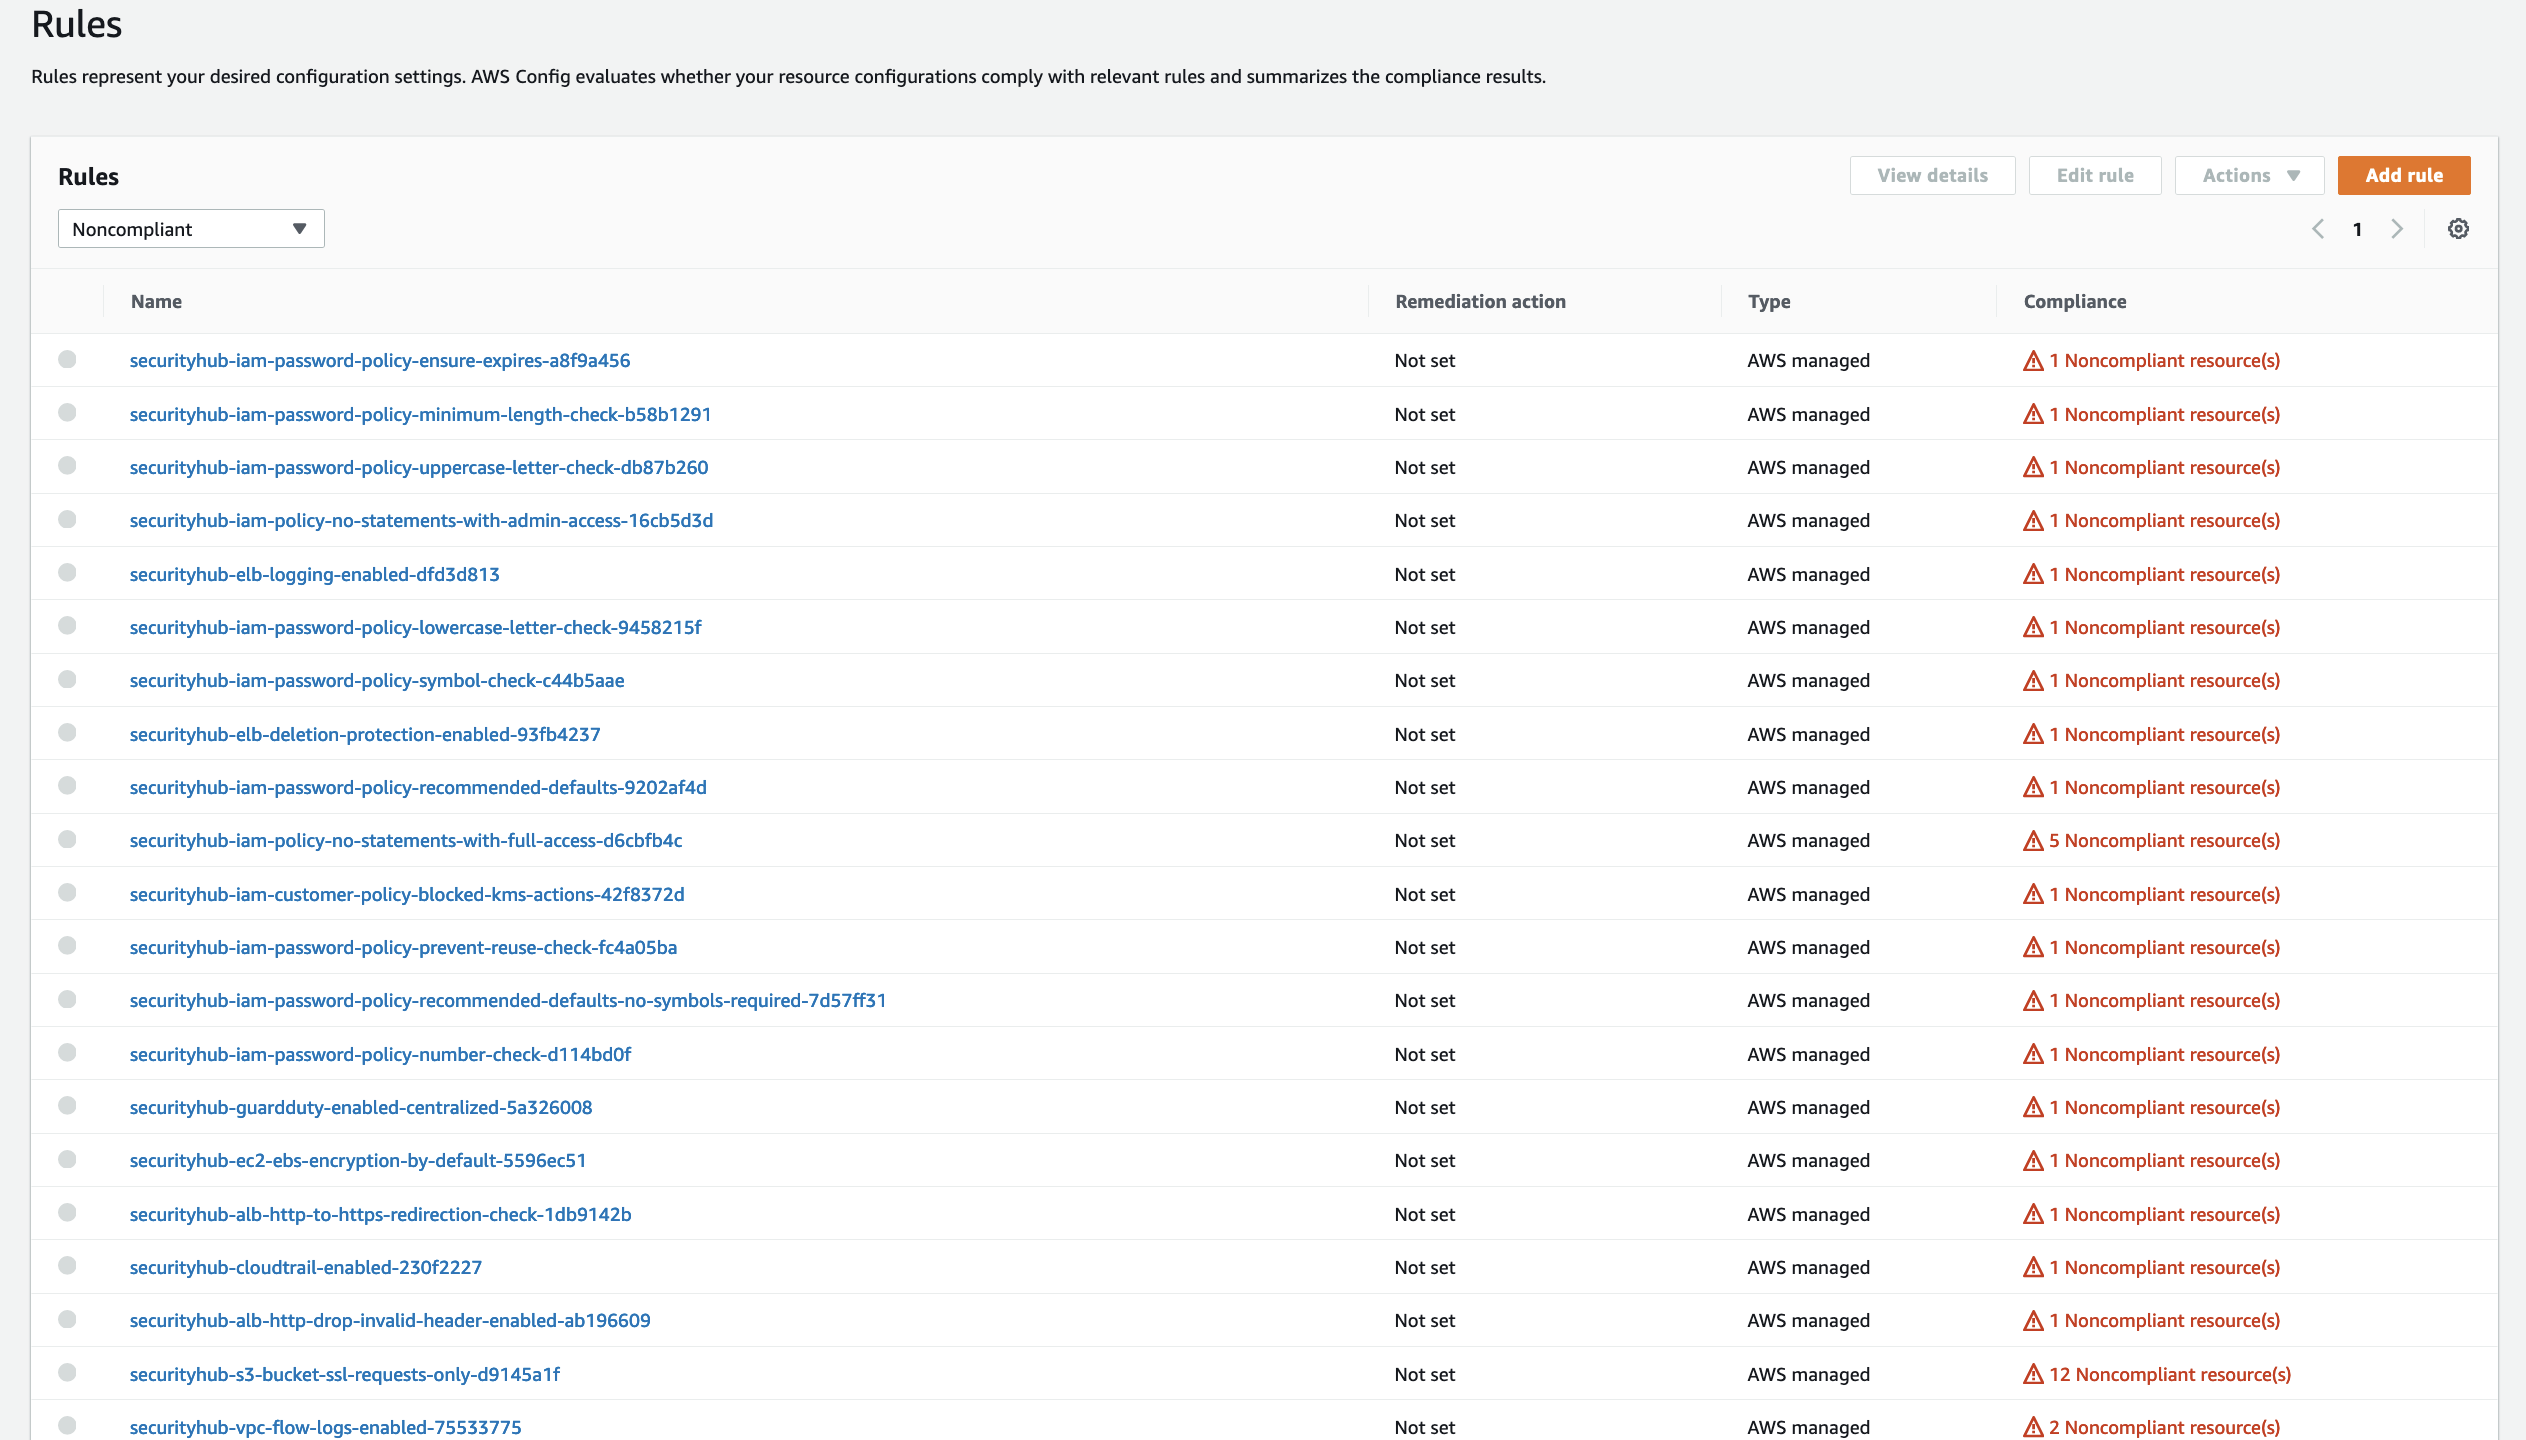 Rules
Rules represent your desired configuration settings. AWS Config evaluates whether your resource configurations comply with relevant rules and summarizes the compliance results.
Rules View details Edit rule Actions Add rule
Noncompliant 1
Name Remediation action Type Compliance
securityhub-iam-password-policy-ensure-expires-a8f9a456 Not set AWS managed 1 Noncompliant resource(s)
securityhub-iam-password-policy-minimum-length-check-b58b1291 Not set AWS managed 1 Noncompliant resource(s)
securityhub-iam-password-policy-uppercase-letter-check-db87b260 Not set AWS managed 1 Noncompliant resource(s)
securityhub-iam-policy-no-statements-with-admin-access-16cb5d3d Not set AWS managed 1 Noncompliant resource(s)
securityhub-elb-logging-enabled-dfd3d813 Not set AWS managed 1 Noncompliant resource(s)
securityhub-iam-password-policy-lowercase-letter-check-9458215f Not set AWS managed 1 Noncompliant resource(s)
securityhub-iam-password-policy-symbol-check-c44b5aae Not set AWS managed 1 Noncompliant resource(s)
securityhub-elb-deletion-protection-enabled-93fb4237 Not set AWS managed 1 Noncompliant resource(s)
securityhub-iam-password-policy-recommended-defaults-9202af4d Not set AWS managed 1 Noncompliant resource(s)
securityhub-iam-policy-no-statements-with-full-access-d6cbfb4c Not set AWS managed 5 Noncompliant resource(s)
securityhub-iam-customer-policy-blocked-kms-actions-42f8372d Not set AWS managed 1 Noncompliant resource(s)
securityhub-iam-password-policy-prevent-reuse-check-fc4a05ba Not set AWS managed 1 Noncompliant resource(s)
securityhub-iam-password-policy-recommended-defaults-no-symbols-required-7d57ff31 Not set AWS managed 1 Noncompliant resource(s)
securityhub-iam-password-policy-number-check-d114bd0f Not set AWS managed 1 Noncompliant resource(s)
securityhub-guardduty-enabled-centralized-5a326008 Not set AWS managed 1 Noncompliant resource(s)
securityhub-ec2-ebs-encryption-by-default-5596ec51 Not set AWS managed 1 Noncompliant resource(s)
securityhub-alb-http-to-https-redirection-check-1db9142b Not set AWS managed 1 Noncompliant resource(s)
securityhub-cloudtrail-enabled-230f2227 Not set AWS managed 1 Noncompliant resource(s)
securityhub-alb-http-drop-invalid-header-enabled-ab196609 Not set AWS managed 1 Noncompliant resource(s)
securityhub-s3-bucket-ssl-requests-only-d9145a1f Not set AWS managed 12 Noncompliant resource(s)
securityhub-vpc-flow-logs-enabled-75533775 Not set AWS managed 2 Noncompliant resource(s)